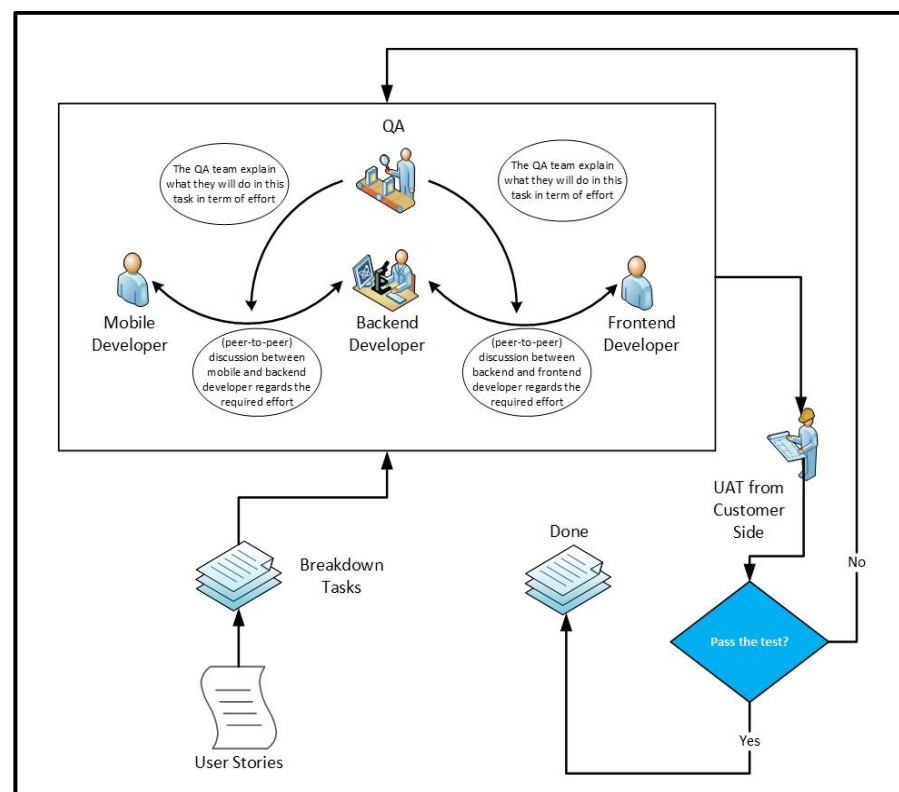 QA
The QA team explain
what they will do in this
task in term of effort
The QA team explain
what they will do in this
task in term of effort
Mobile
Developer
Backend
Developer
Frontend
Developer
(peer-to-peer)
discussion between
mobile and backend
developer regards the
required effort
(peer-to-peer)
discussion between
backend and frontend
developer regards the
required effort
UAT from
Customer
Side
Breakdown
Tasks
Done
No
Pass the test?
Yes
User Stories